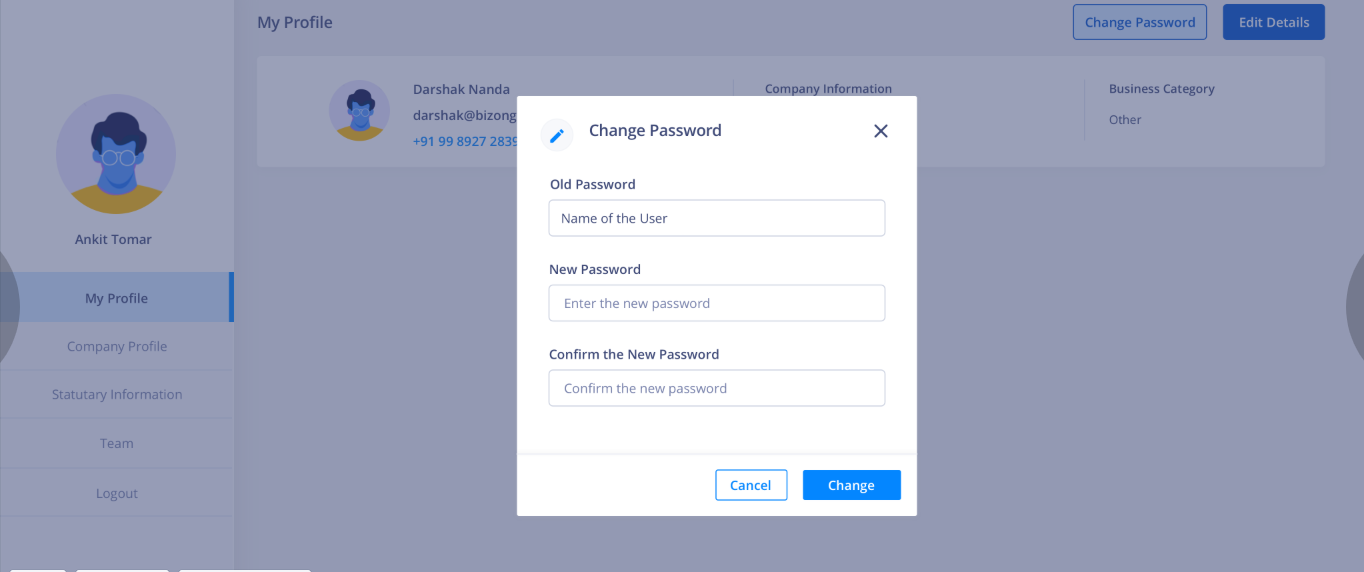 My Profile
Change Password
Edit Details
Ankit Tomar
My Profile
Company Profile
Statutary Information
Team
Logout
Darshak Nanda
darshak@bizong
+91 99 8927 2839
Company Information
Business Category
Other
Change Password
Old Password
Name of the User
New Password
Enter the new password
Confirm the New Password
Confirm the new password
Cancel
Change